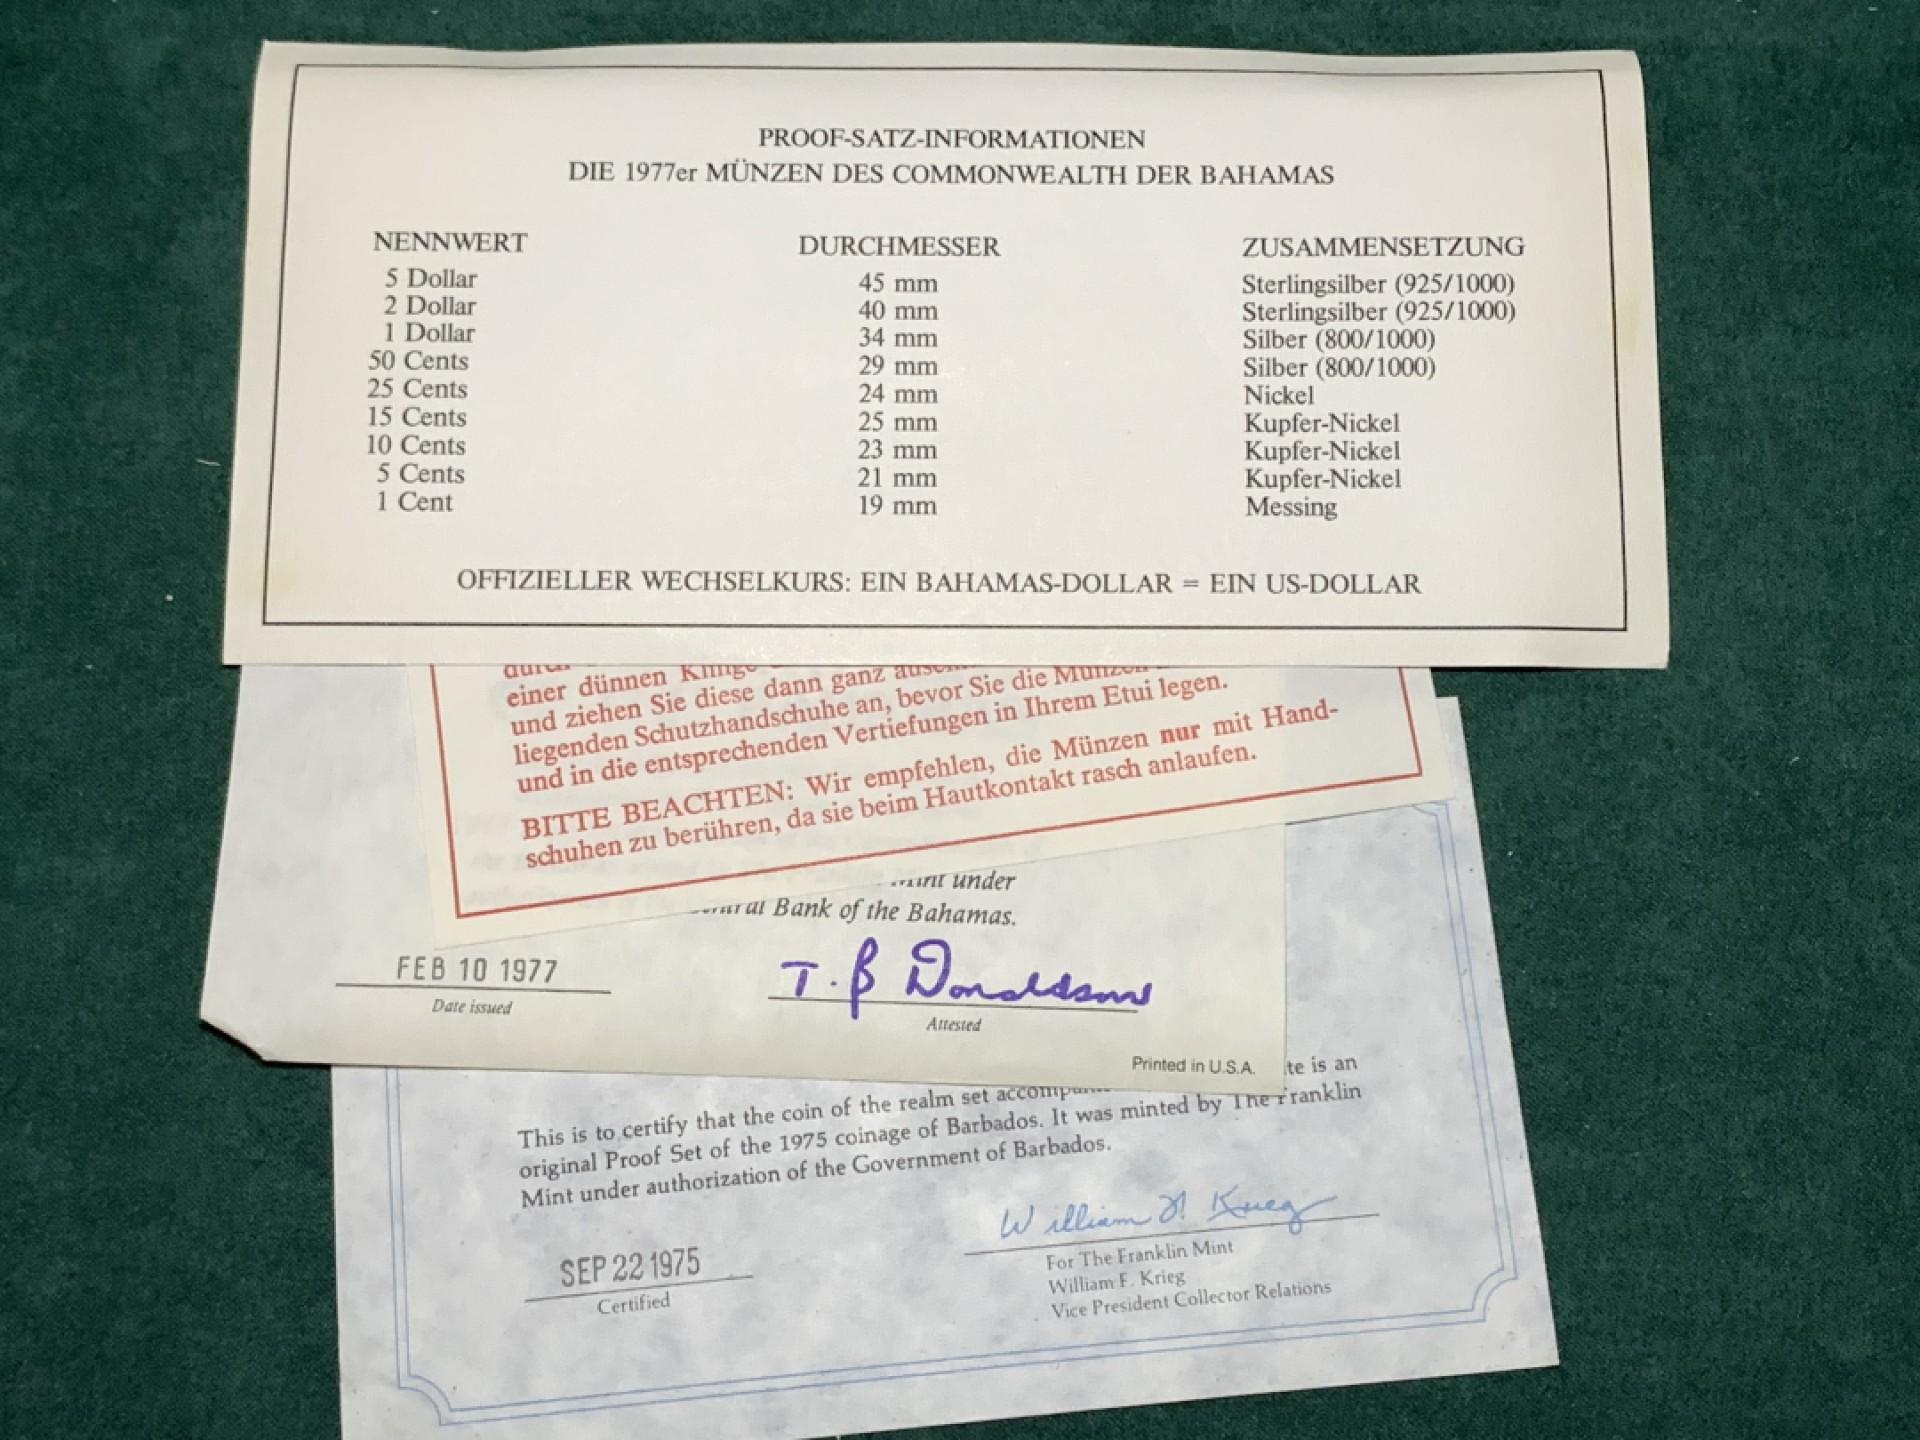 PROOF-SATZ-INFORMATIONEN
DIE 1977er MÜNZEN DES COMMONWEALTH DER BAHAMAS
NENNWERT DURCHMESSER ZUSAMMENSETZUNG
5 Dollar 45 mm Sterlingsilber (925/1000)
2 Dollar 40 mm Sterlingsilber (925/1000)
1 Dollar 34 mm Silber (800/1000)
50 Cents 29 mm Silber (800/1000)
25 Cents 24 mm Nickel
15 Cents 25 mm Kupfer-Nickel
10 Cents 23 mm Kupfer-Nickel
5 Cents 21 mm Kupfer-Nickel
1 Cent 19 mm Messing
OFFIZIELLER WECHSELKURS: EIN BAHAMAS-DOLLAR = EIN US-DOLLAR
einer dünnen Klinge
und ziehen Sie diese dann ganz
liegenden Schutzhandschuhe an, bevor Sie die Münzen
und in die entsprechenden Vertiefungen in Ihrem Etui legen.
BITTE BEACHTEN: Wir empfehlen, die Münzen nur mit Hand-
schuhen zu berühren, da sie beim Hautkontakt rasch anlaufen.
Mint under
Bank of the Bahamas.
FEB 10 1977
Date issued
T. B Donaldson
Attested
Printed in U.S.A.
This is to certify that the coin of the realm set is an
original Proof Set of the 1975 coinage of Barbados. It was minted by The Franklin
Mint under authorization of the Government of Barbados.
SEP 22 1975
Certified
William F. Krieg
For The Franklin Mint
William F. Krieg
Vice President Collector Relations